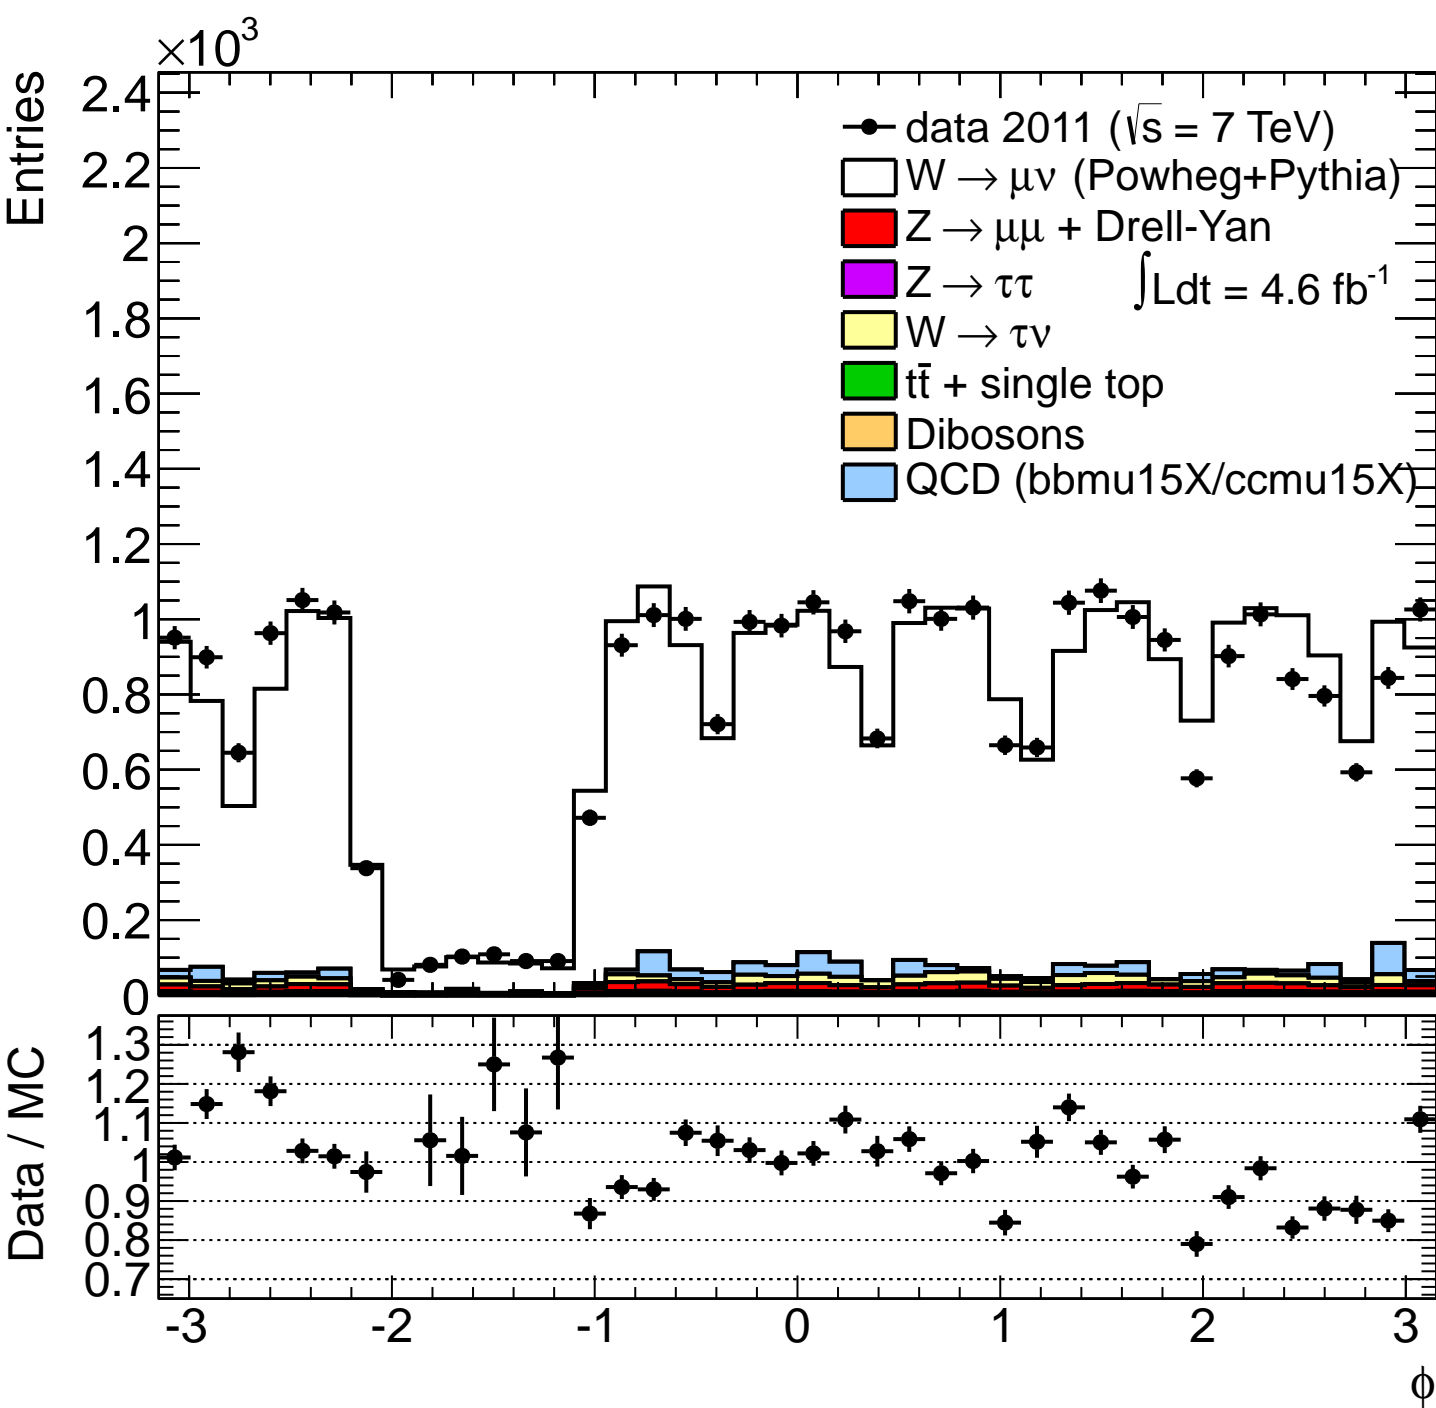 ×10³
Entries
2.4
2.2
2
1.8
1.6
1.4
1.2
1
0.8
0.6
0.4
0.2
0
data 2011 (√s = 7 TeV)
W → μν (Powheg+Pythia)
Z → μμ + Drell-Yan
Z → ττ
∫Ldt = 4.6 fb⁻¹
W → τν
tt̄ + single top
Dibosons
QCD (bbmu15X/ccmu15X)
Data / MC
1.3
1.2
1.1
1
0.9
0.8
0.7
-3 -2 -1 0 1 2 3
ϕ